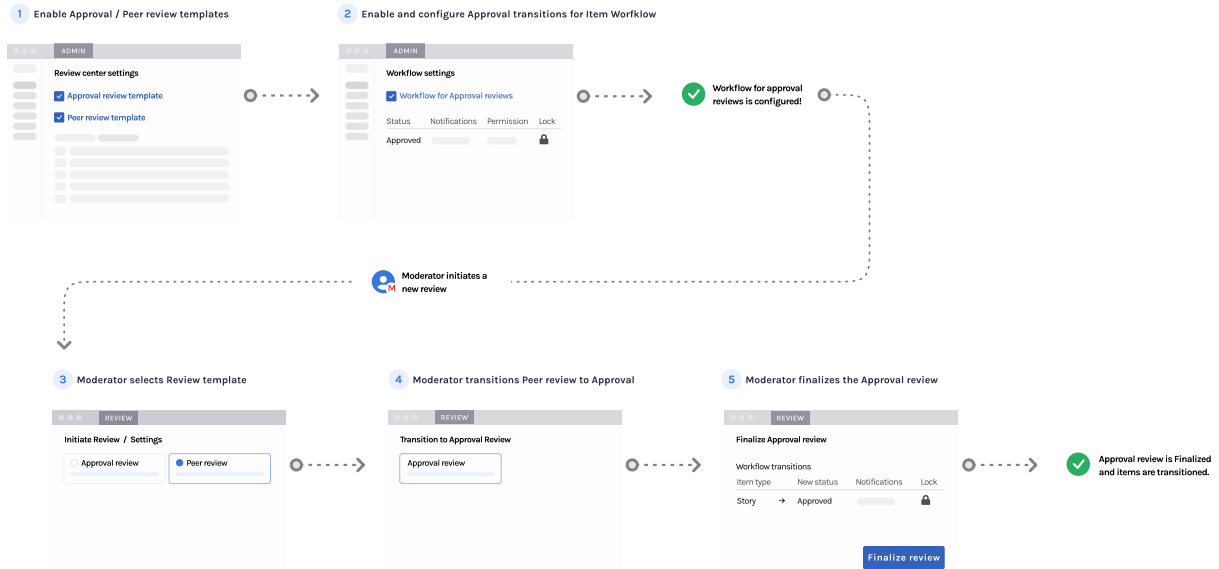 1 Enable Approval / Peer review templates
2 Enable and configure Approval transitions for Item Worfklow
ADMIN
Review center settings
Approval review template
Peer review template
ADMIN
Workflow settings
Workflow for Approval reviews
Status Notifications Permission Lock
Approved
Workflow for approval
reviews is configured!
M
Moderator initiates a
new review
3 Moderator selects Review template
4 Moderator transitions Peer review to Approval
5 Moderator finalizes the Approval review
REVIEW
Initiate Review / Settings
Approval review
Peer review
REVIEW
Transition to Approval Review
Approval review
REVIEW
Finalize Approval review
Workflow transitions
Item type New status Notifications Lock
Story → Approved
Finalize review
Approval review is Finalized
and items are transitioned.